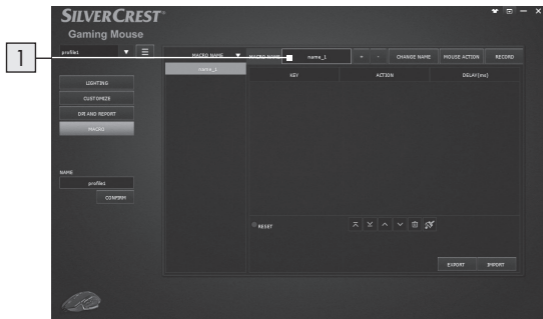 SILVERCREST®
Gaming Mouse
1
profile1
MACRO NAME
MACRO NAME
name_1
+
-
CHANGE NAME
MOUSE ACTION
RECORD
name_1
KEY
ACTION
DELAY(ms)
LIGHTING
CUSTOMIZE
DPI AND REPORT
MACRO
NAME
profile1
CONFIRM
RESET
EXPORT
IMPORT